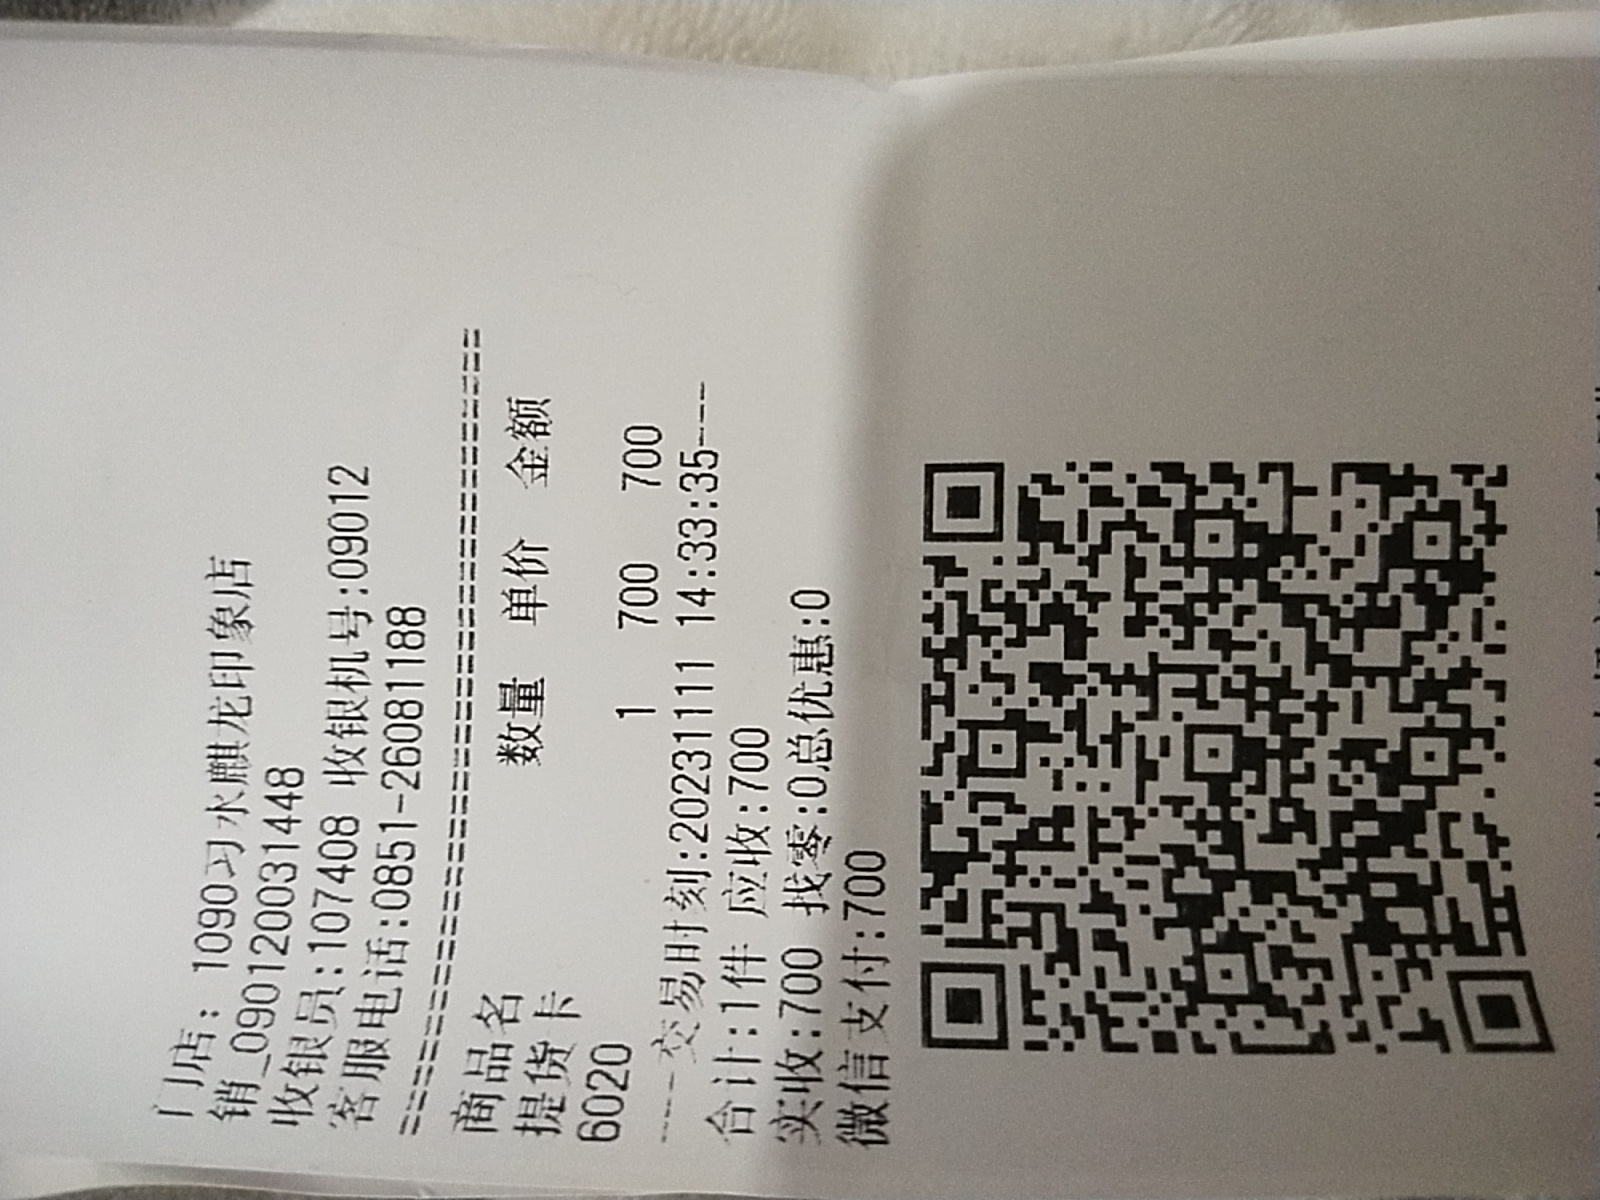 门店: 1090习水麒龙印象店
销_09012003​1448
收银员:107408 收银机号:09012
客服电话:0851-26081188
================================
商品名 数量 单价 金额
提货卡
6020 1 700 700
----交易时刻:20231111 14:33:35---
合计:1件 应收:700
实收:700 找零:0总优惠:0
微信支付:700